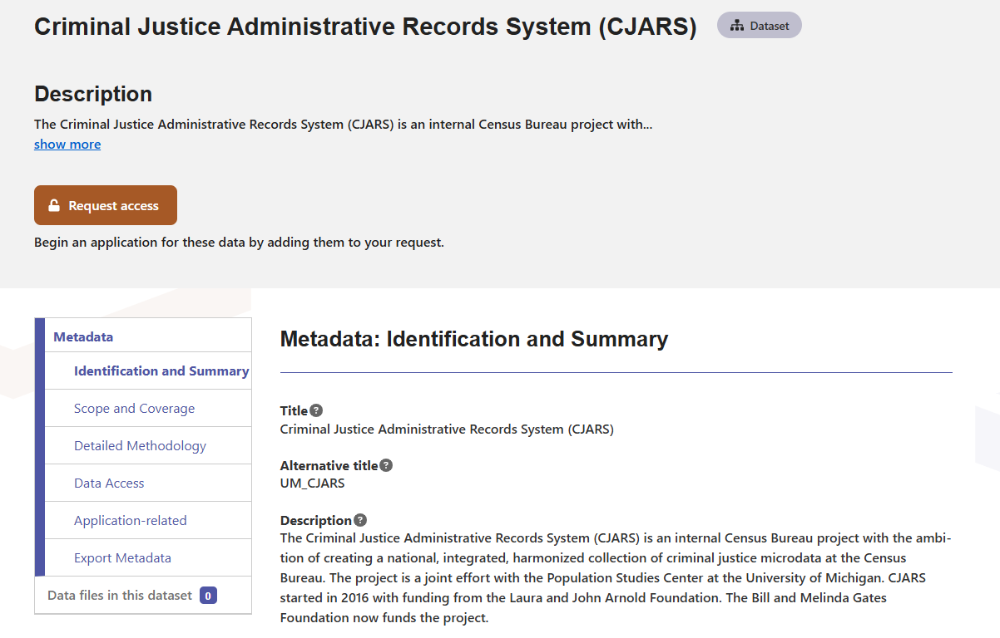 Criminal Justice Administrative Records System (CJARS)
Dataset
Description
The Criminal Justice Administrative Records System (CJARS) is an internal Census Bureau project with...
show more
Request access
Begin an application for these data by adding them to your request.
Metadata
Identification and Summary
Scope and Coverage
Detailed Methodology
Data Access
Application-related
Export Metadata
Data files in this dataset 0
Metadata: Identification and Summary
Title ?
Criminal Justice Administrative Records System (CJARS)
Alternative title ?
UM_CJARS
Description ?
The Criminal Justice Administrative Records System (CJARS) is an internal Census Bureau project with the ambi-
tion of creating a national, integrated, harmonized collection of criminal justice microdata at the Census
Bureau. The project is a joint effort with the Population Studies Center at the University of Michigan. CJARS
started in 2016 with funding from the Laura and John Arnold Foundation. The Bill and Melinda Gates
Foundation now funds the project.